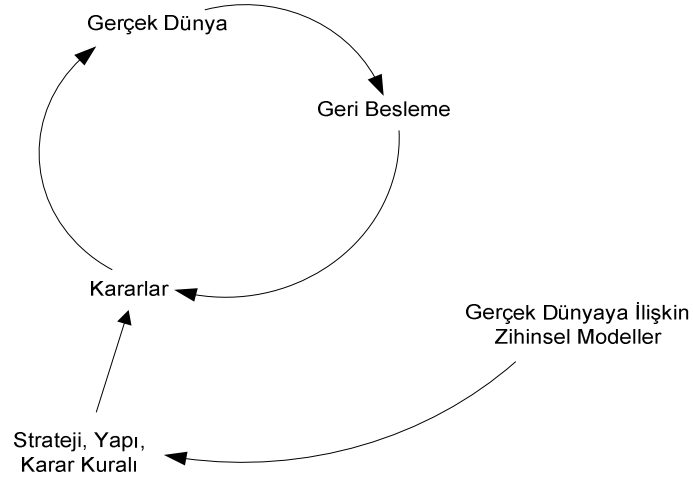 Gerçek Dünya
Geri Besleme
Kararlar
Gerçek Dünyaya İlişkin
Zihinsel Modeller
Strateji, Yapı,
Karar Kuralı